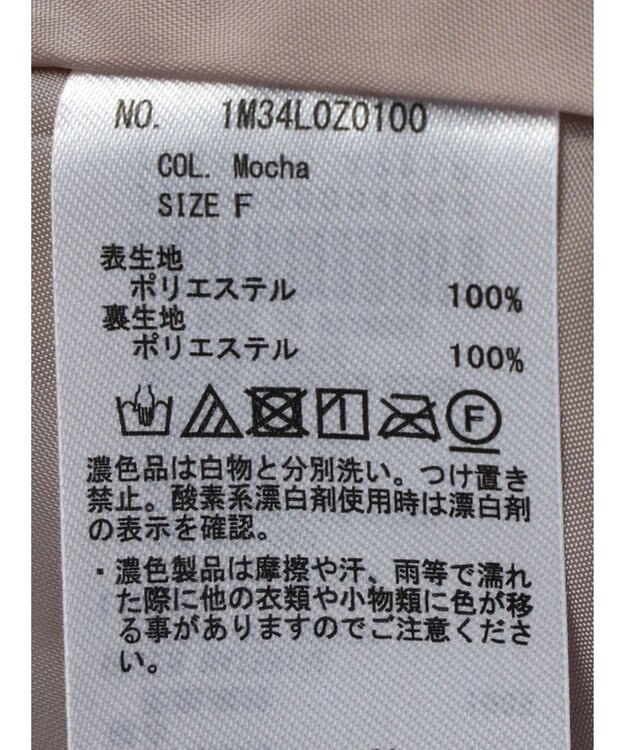 NO. 1M34L0Z0100
COL. Mocha
SIZE F
表生地
ポリエステル 100%
裏生地
ポリエステル 100%
F
濃色品は白物と分別洗い。つけ置き
禁止。酸素系漂白剤使用時は漂白剤
の表示を確認。
・濃色製品は摩擦や汗、雨等で濡れ
た際に他の衣類や小物類に色が移
る事がありますのでご注意くださ
い。